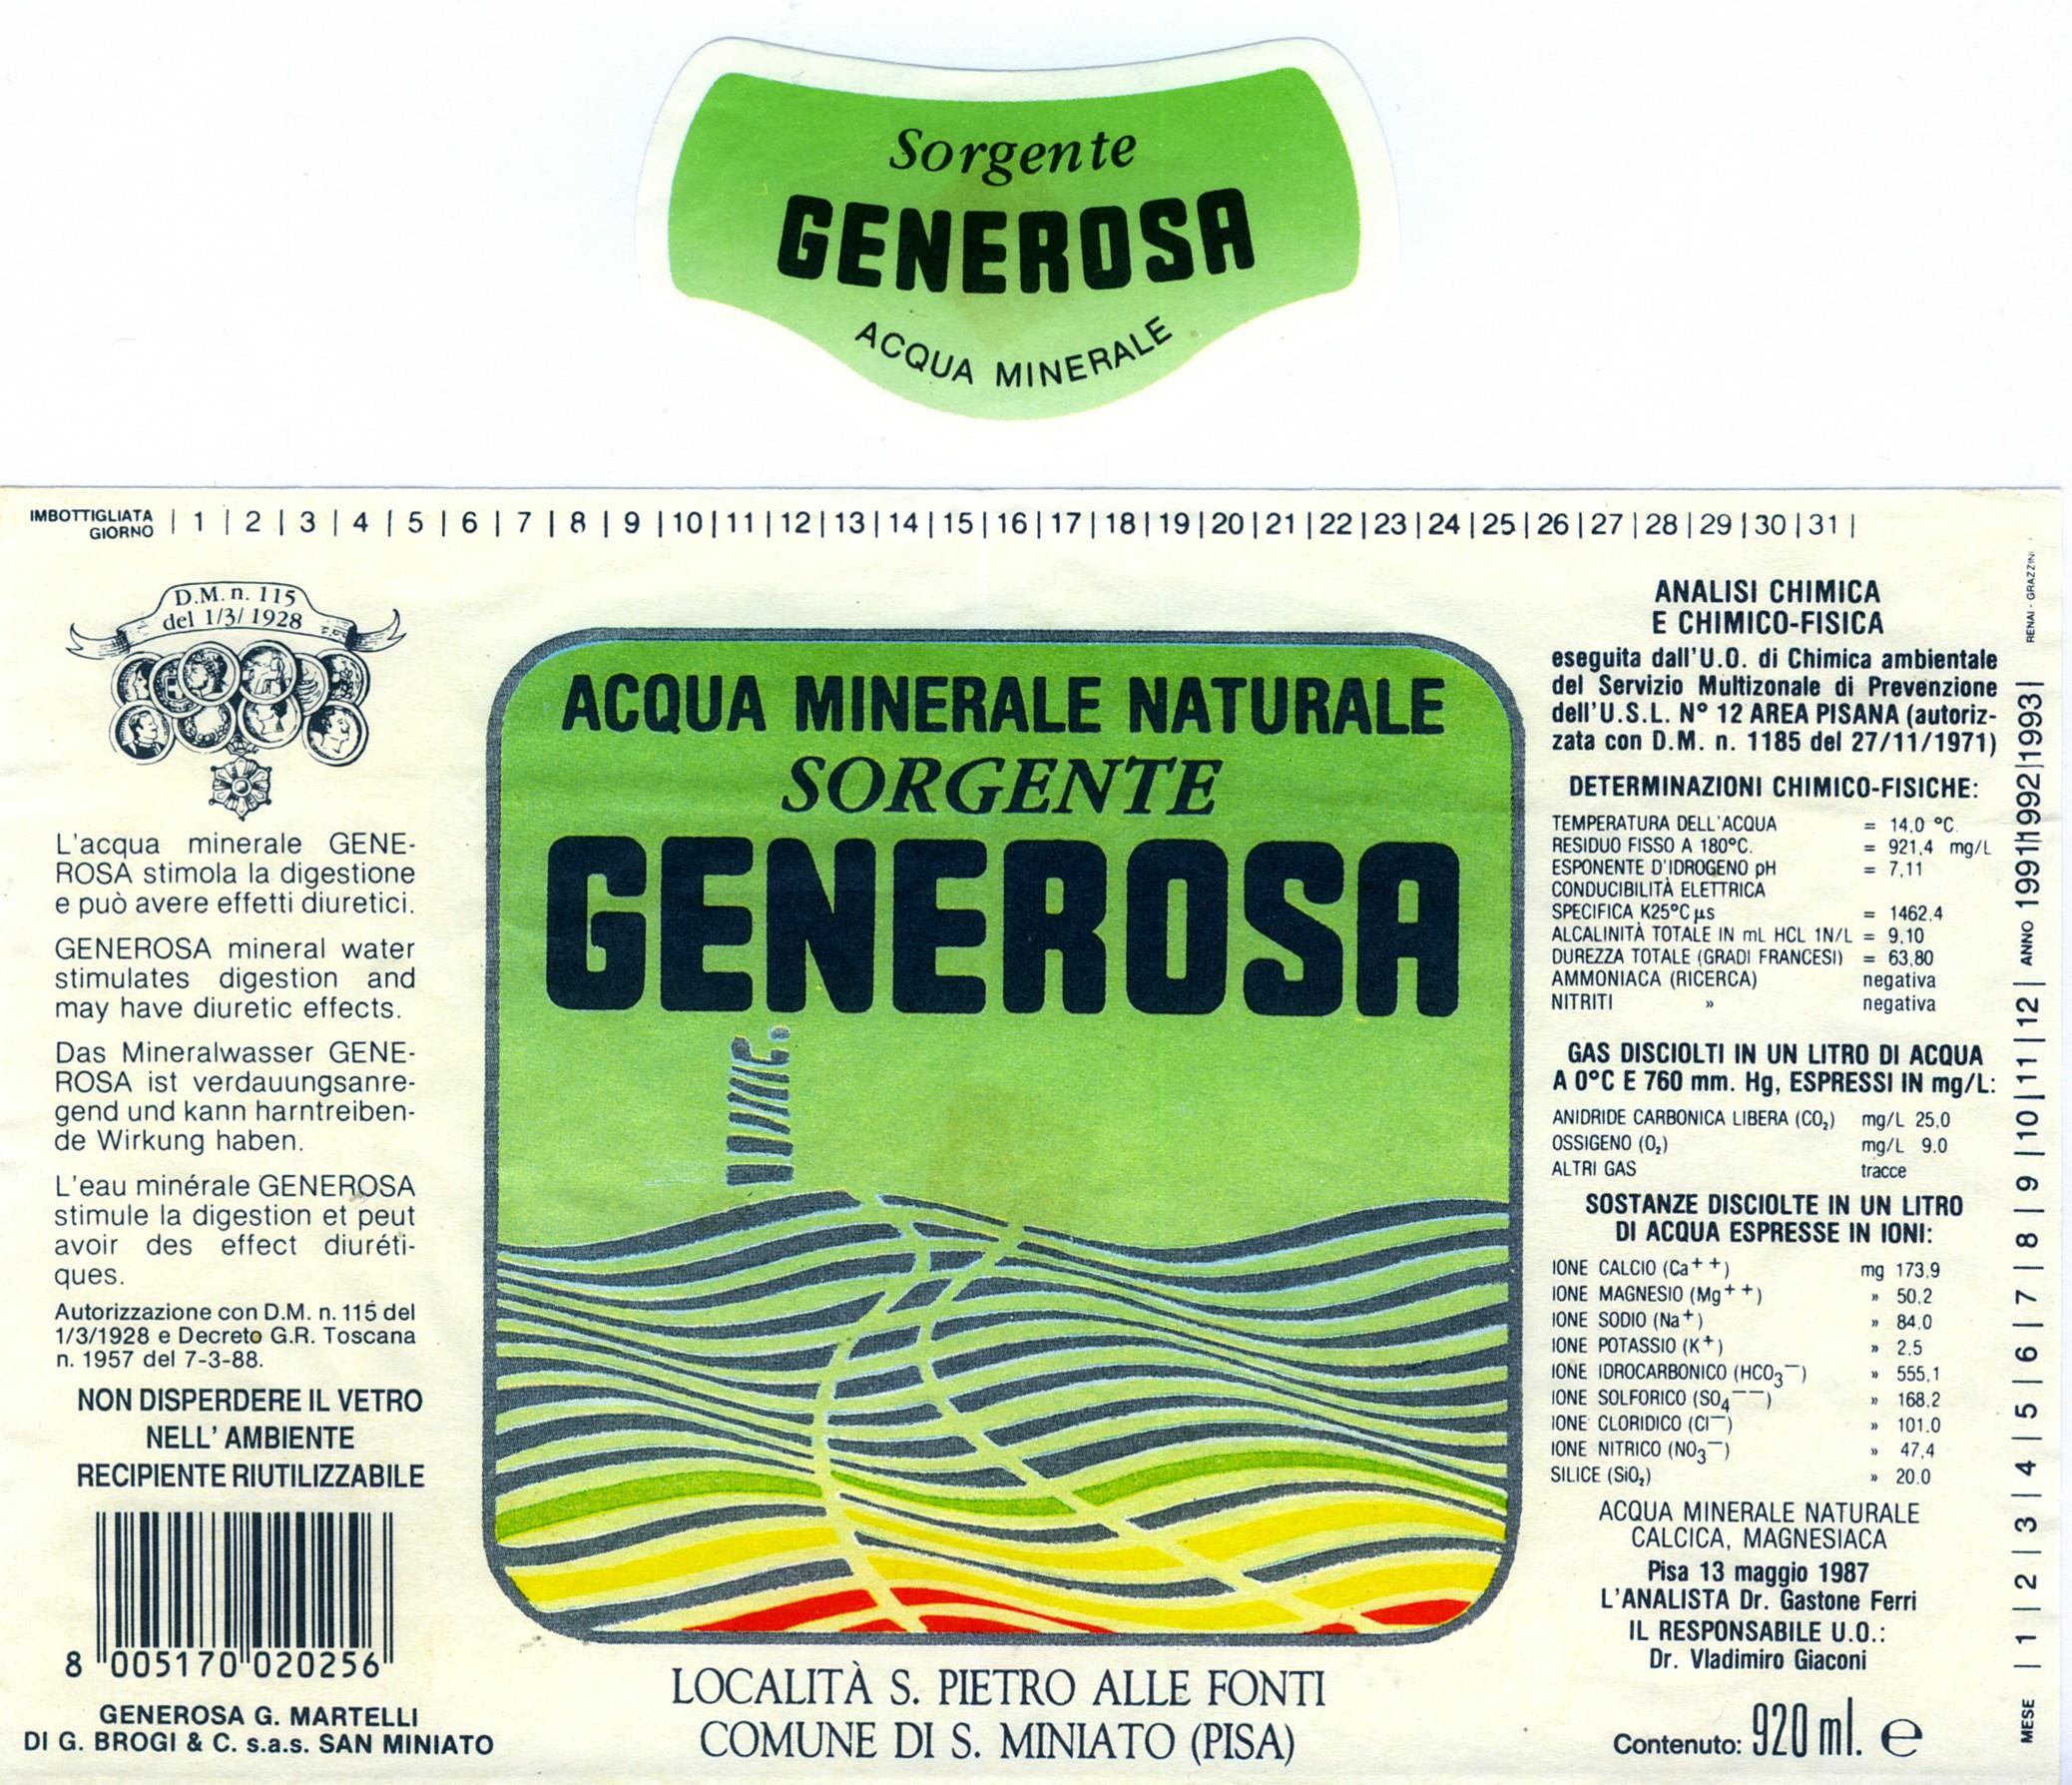 Sorgente
GENEROSA
ACQUA MINERALE
IMBOTTIGLIATA
GIORNO | 1 | 2 | 3 | 4 | 5 | 6 | 7 | 8 | 9 | 10 | 11 | 12 | 13 | 14 | 15 | 16 | 17 | 18 | 19 | 20 | 21 | 22 | 23 | 24 | 25 | 26 | 27 | 28 | 29 | 30 | 31 |
D.M. n. 115
del 1/3/1928
L'acqua minerale GENE-
ROSA stimola la digestione
e può avere effetti diuretici.
GENEROSA mineral water
stimulates digestion and
may have diuretic effects.
Das Mineralwasser GENE-
ROSA ist verdauungsanre-
gend und kann harntreiben-
de Wirkung haben.
L'eau minérale GENEROSA
stimule la digestion et peut
avoir des effect diuréti-
ques.
Autorizzazione con D.M. n. 115 del
1/3/1928 e Decreto G.R. Toscana
n. 1957 del 7-3-88.
NON DISPERDERE IL VETRO
NELL' AMBIENTE
RECIPIENTE RIUTILIZZABILE
8 005170 020256
GENEROSA G. MARTELLI
DI G. BROGI & C. s.a.s. SAN MINIATO
ACQUA MINERALE NATURALE
SORGENTE
GENEROSA
LOCALITÀ S. PIETRO ALLE FONTI
COMUNE DI S. MINIATO (PISA)
ANALISI CHIMICA
E CHIMICO-FISICA
eseguita dall'U.O. di Chimica ambientale
del Servizio Multizonale di Prevenzione
dell'U.S.L. N° 12 AREA PISANA (autoriz-
zata con D.M. n. 1185 del 27/11/1971)
DETERMINAZIONI CHIMICO-FISICHE:
TEMPERATURA DELL'ACQUA = 14,0 °C.
RESIDUO FISSO A 180°C. = 921,4 mg/L
ESPONENTE D'IDROGENO pH = 7,11
CONDUCIBILITÀ ELETTRICA
SPECIFICA K25°C µs = 1462,4
ALCALINITÀ TOTALE IN mL HCL 1N/L = 9,10
DUREZZA TOTALE (GRADI FRANCESI) = 63,80
AMMONIACA (RICERCA) negativa
NITRITI » negativa
GAS DISCIOLTI IN UN LITRO DI ACQUA
A 0°C E 760 mm. Hg, ESPRESSI IN mg/L:
ANIDRIDE CARBONICA LIBERA (CO₂) mg/L 25,0
OSSIGENO (O₂) mg/L 9.0
ALTRI GAS tracce
SOSTANZE DISCIOLTE IN UN LITRO
DI ACQUA ESPRESSE IN IONI:
IONE CALCIO (Ca++) mg 173,9
IONE MAGNESIO (Mg++) » 50,2
IONE SODIO (Na+) » 84,0
IONE POTASSIO (K+) » 2,5
IONE IDROCARBONICO (HCO₃—) » 555,1
IONE SOLFORICO (SO₄——) » 168,2
IONE CLORIDICO (Cl—) » 101.0
IONE NITRICO (NO₃—) » 47,4
SILICE (SiO₂) » 20.0
ACQUA MINERALE NATURALE
CALCICA, MAGNESIACA
Pisa 13 maggio 1987
L'ANALISTA Dr. Gastone Ferri
IL RESPONSABILE U.O.:
Dr. Vladimiro Giaconi
Contenuto: 920 ml. e
MESE | 1 | 2 | 3 | 4 | 5 | 6 | 7 | 8 | 9 | 10 | 11 | 12 | ANNO 1991 | 1992 | 1993 |
RENAI - GRAZZINI